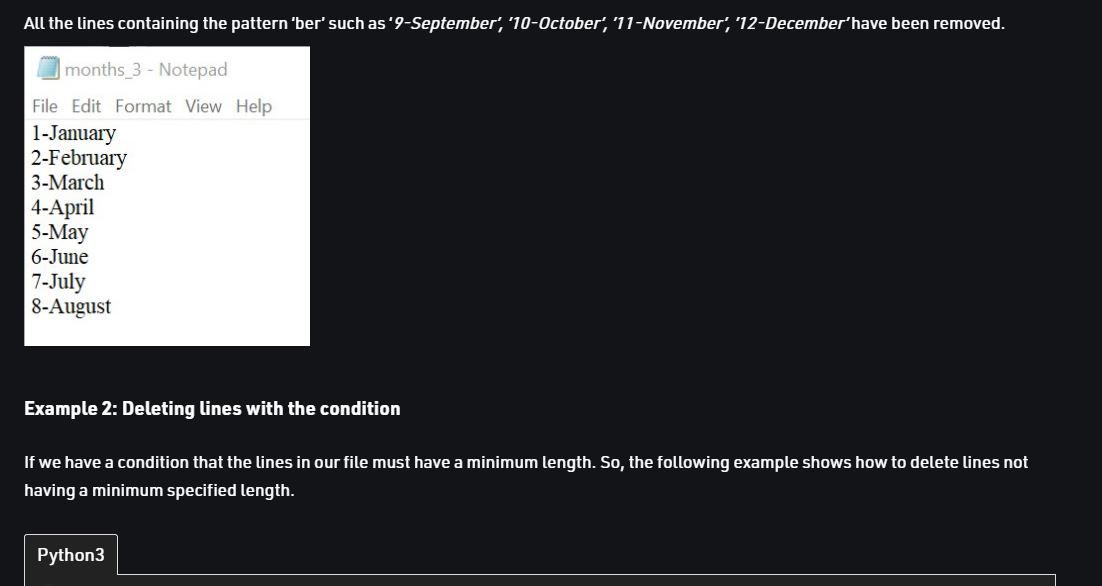 All the lines containing the pattern 'ber' such as '9-September', '10-October', '11-November', '12-December' have been removed.
months_3 - Notepad
File Edit Format View Help
1-January
2-February
3-March
4-April
5-May
6-June
7-July
8-August
Example 2: Deleting lines with the condition
If we have a condition that the lines in our file must have a minimum length. So, the following example shows how to delete lines not
having a minimum specified length.
Python3